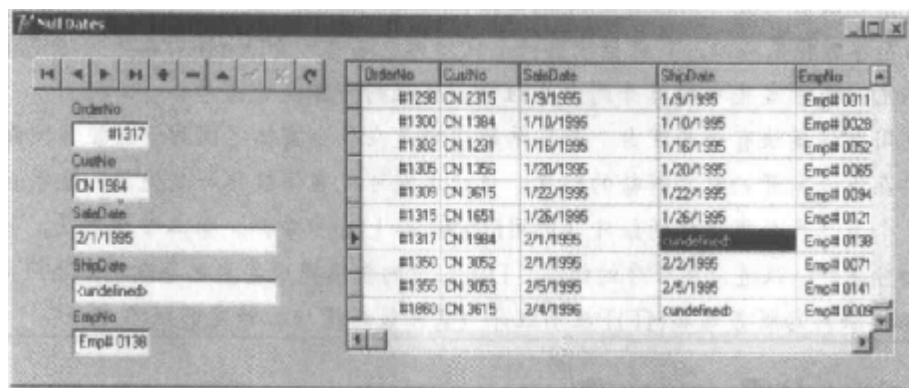 Null Dates
OrderNo
#1317
CustNo
CN 1984
SaleDate
2/1/1995
ShipDate
<undefined>
EmpNo
Emp# 0138
OrderNo CustNo SaleDate ShipDate EmpNo
#1298 CN 2315 1/9/1995 1/9/1995 Emp# 0011
#1300 CN 1384 1/10/1995 1/10/1995 Emp# 0028
#1302 CN 1231 1/16/1995 1/16/1995 Emp# 0052
#1305 CN 1356 1/20/1995 1/20/1995 Emp# 0065
#1309 CN 3615 1/22/1995 1/22/1995 Emp# 0094
#1315 CN 1651 1/26/1995 1/26/1995 Emp# 0121
#1317 CN 1984 2/1/1995 <undefined> Emp# 0138
#1350 CN 3052 2/1/1995 2/2/1995 Emp# 0071
#1355 CN 3053 2/5/1995 2/5/1995 Emp# 0141
#1860 CN 3615 2/4/1996 <undefined> Emp# 0009